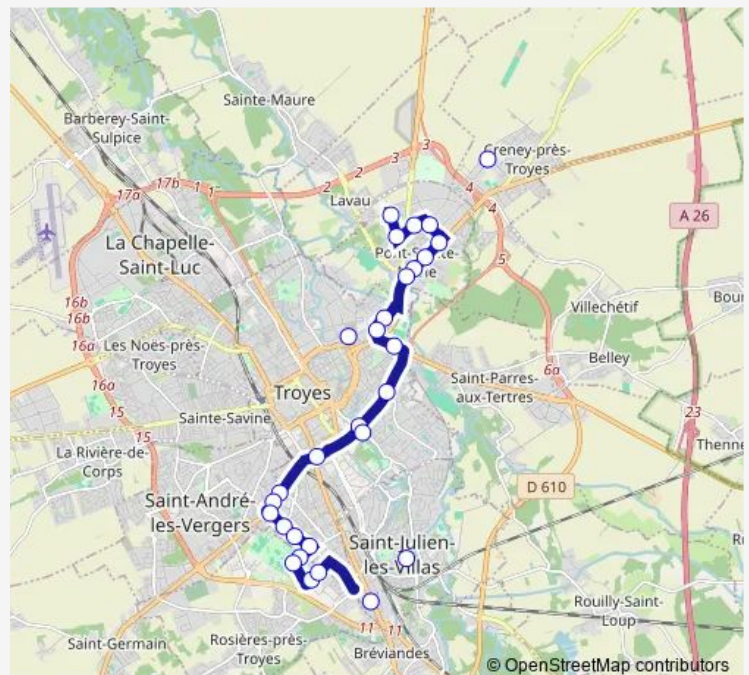 Sainte-Maure
Barberey-Saint-
Sulpice
Creney-près-
Troyes
3
3
2
2
4
4
17b
1
1
17a
Lavau
A 26
La Chapelle-
Saint-Luc
5
16b
16b
16a
Villechétif
Les Noës-près-
Troyes
Belley
6a
16a
Saint-Parres-
aux-Tertres
Troyes
15
Sainte-Savine
23
15
La Rivière-de-
Corps
D 610
Saint-André-
les-Vergers
Saint-Julien-
les-Villas
Rouilly-Saint-
Loup
11
11
Saint-Germain
Rosières-près-
Troyes
Bréviandes
© OpenStreetMap contributors